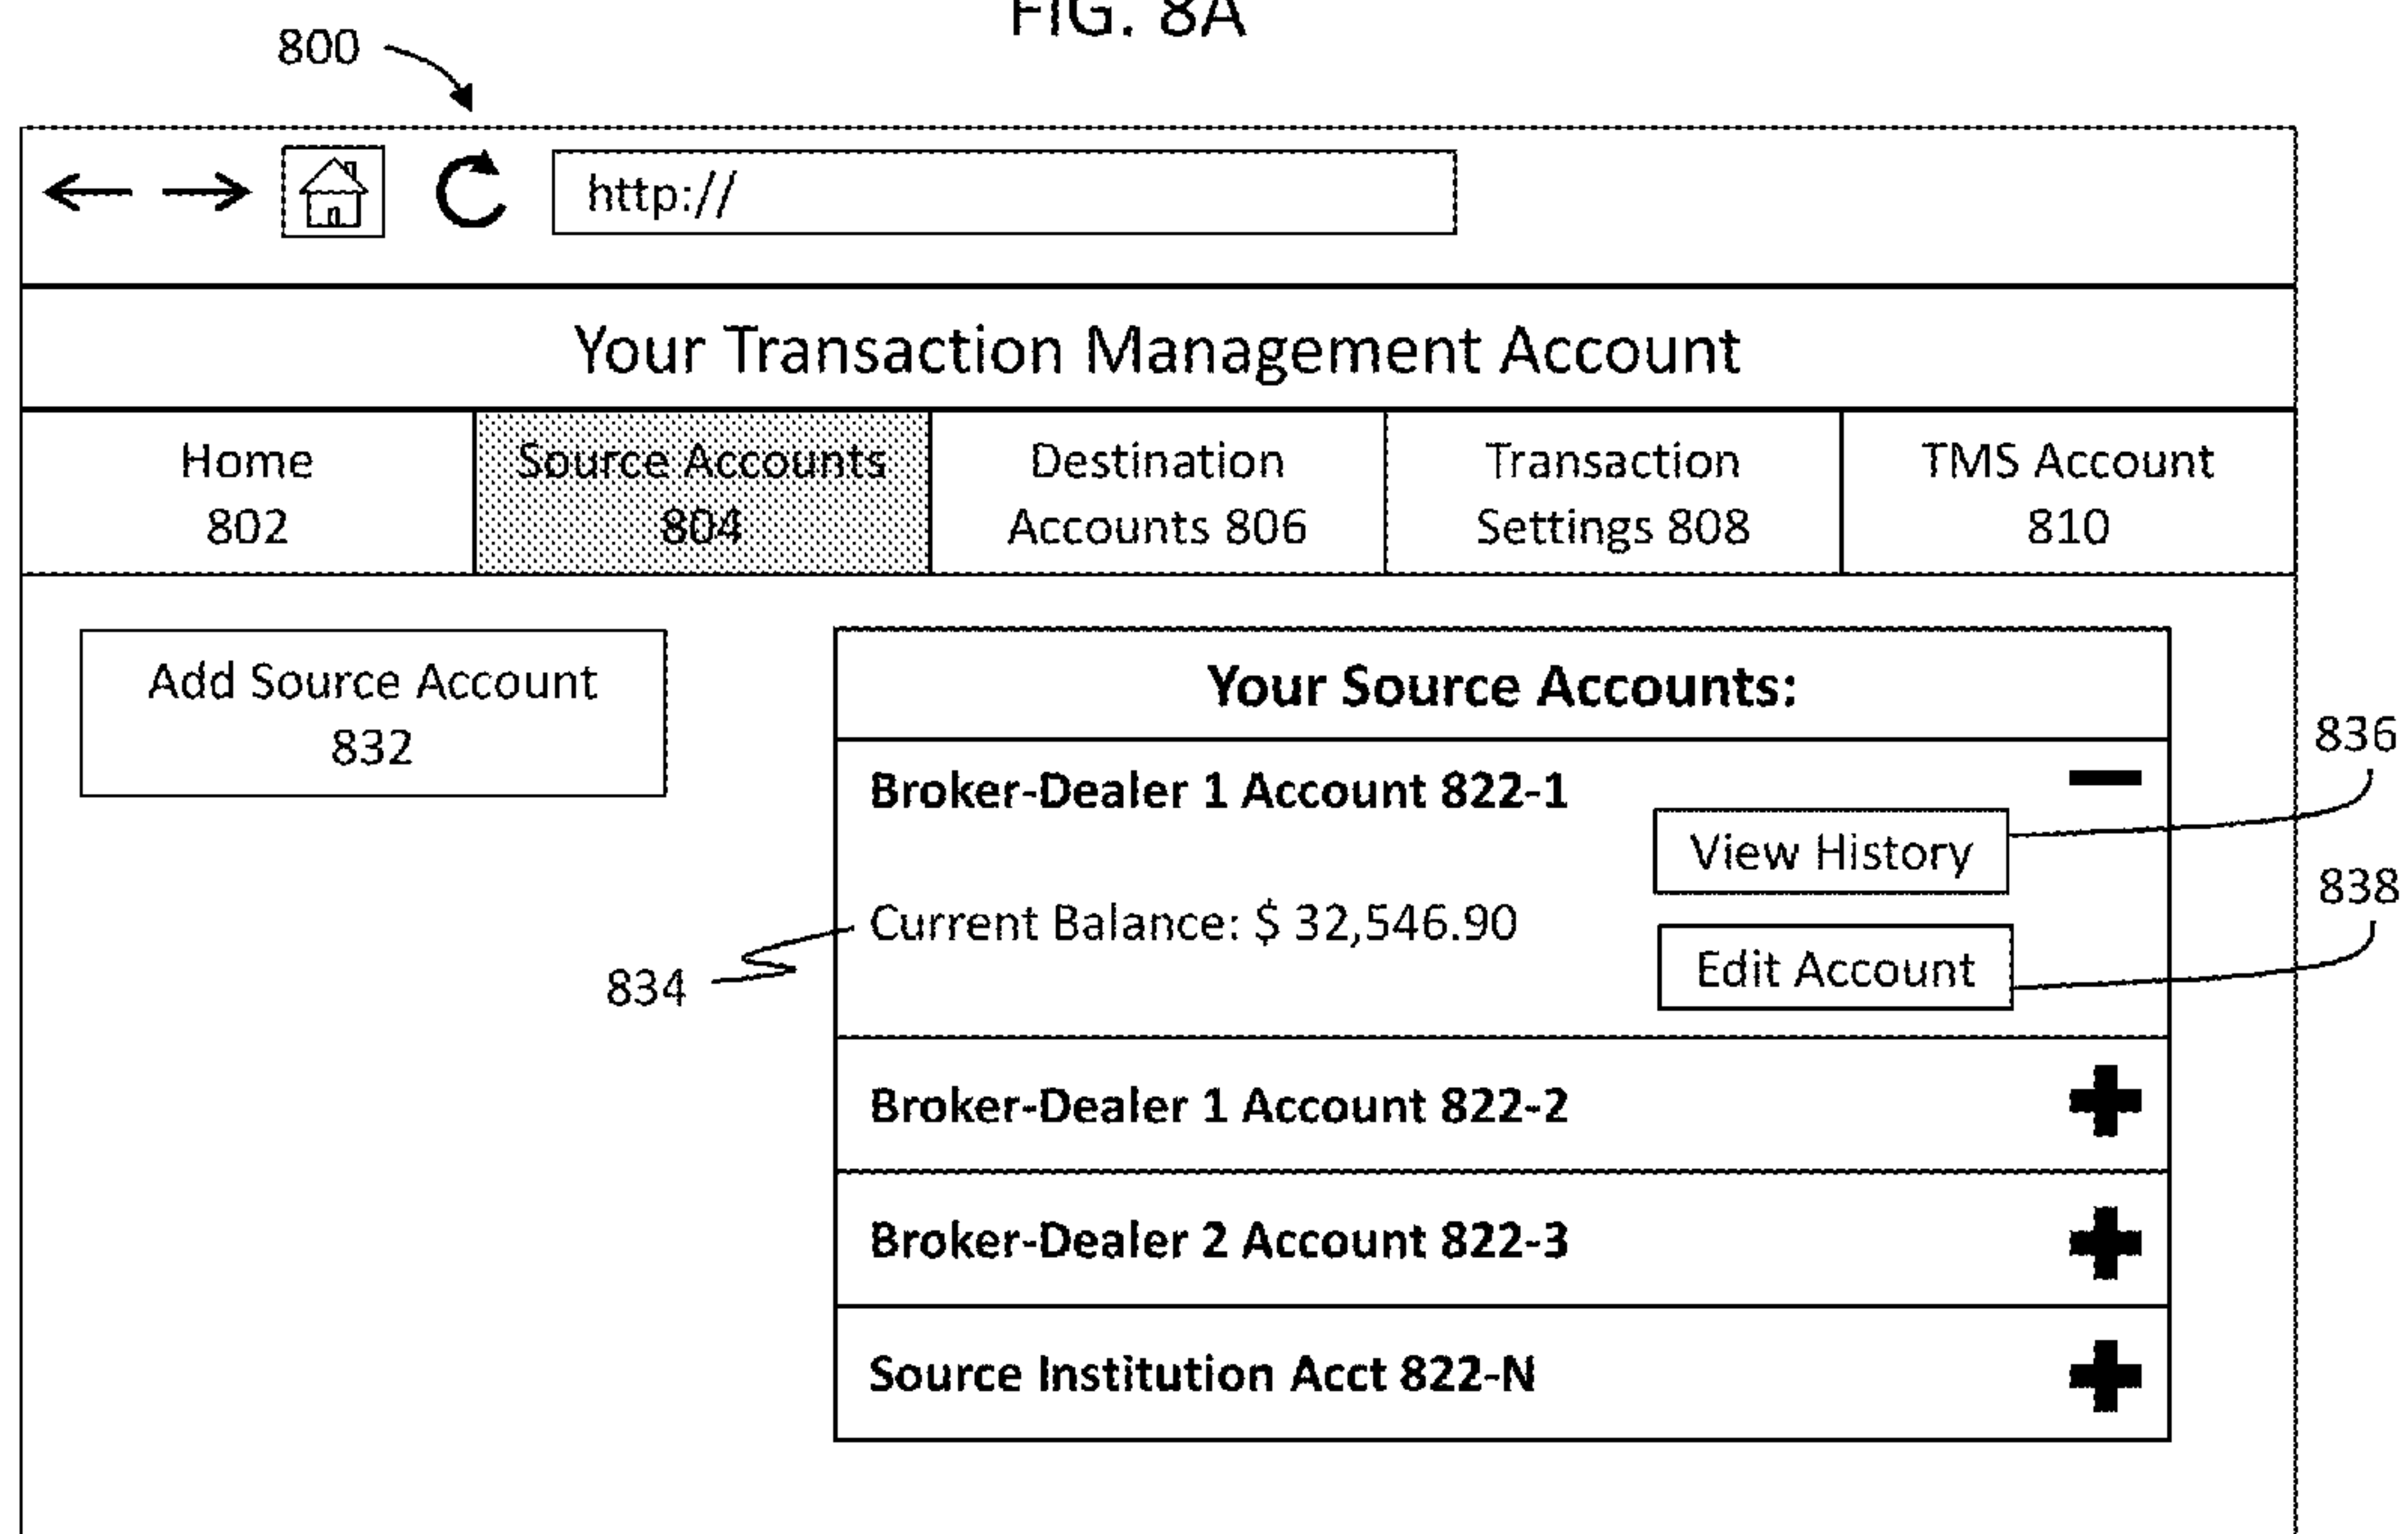 FIG. 8A
800
http://
Your Transaction Management Account
Home
802
Source Accounts
804
Destination
Accounts 806
Transaction
Settings 808
TMS Account
810
Add Source Account
832
Your Source Accounts:
836
Broker-Dealer 1 Account 822-1
View History
838
Current Balance: $ 32,546.90
Edit Account
834
Broker-Dealer 1 Account 822-2
Broker-Dealer 2 Account 822-3
Source Institution Acct 822-N